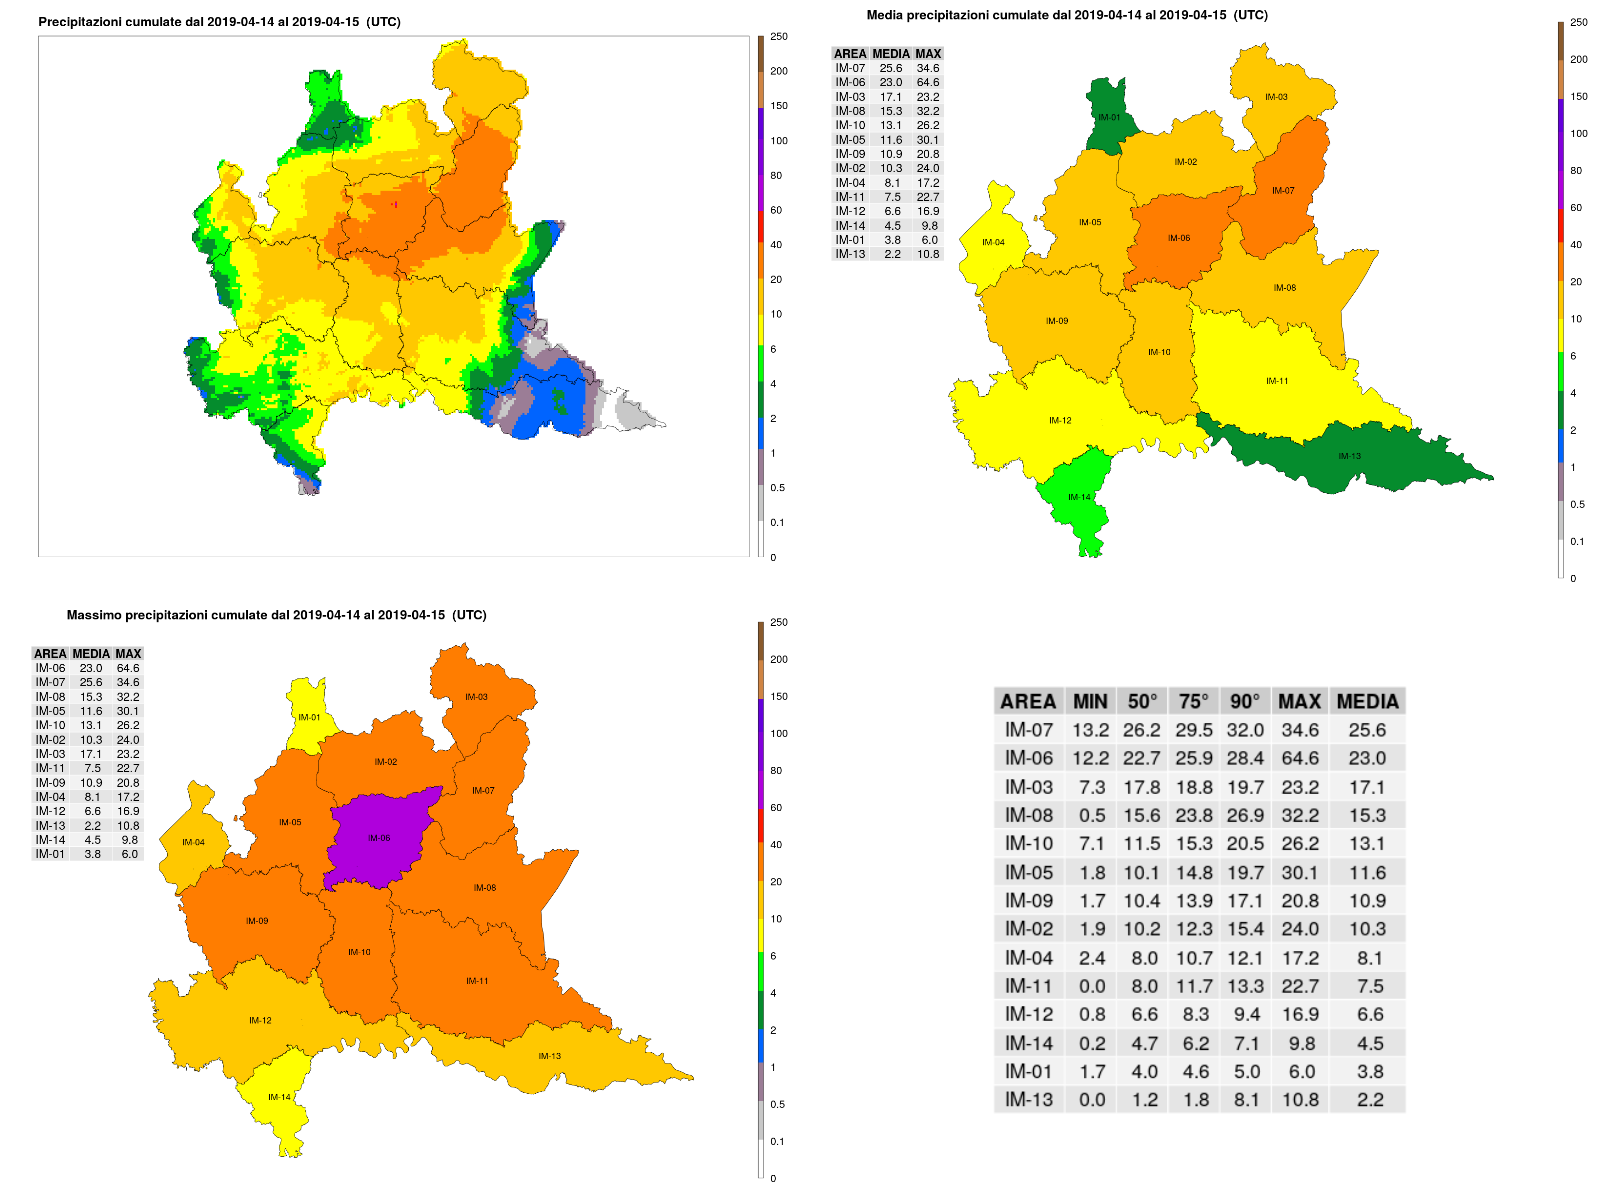 Precipitazioni cumulate dal 2019-04-14 al 2019-04-15 (UTC)
250
200
150
100
80
60
40
20
10
6
4
2
1
0.5
0.1
0
Media precipitazioni cumulate dal 2019-04-14 al 2019-04-15 (UTC)
AREA MEDIA MAX
IM-07 25.6 34.6
IM-06 23.0 64.6
IM-03 17.1 23.2
IM-08 15.3 32.2
IM-10 13.1 26.2
IM-05 11.6 30.1
IM-09 10.9 20.8
IM-02 10.3 24.0
IM-04 8.1 17.2
IM-11 7.5 22.7
IM-12 6.6 16.9
IM-14 4.5 9.8
IM-01 3.8 6.0
IM-13 2.2 10.8
IM-03
IM-01
IM-02
IM-07
IM-05
IM-06
IM-04
IM-08
IM-09
IM-10
IM-11
IM-12
IM-13
IM-14
250
200
150
100
80
60
40
20
10
6
4
2
1
0.5
0.1
0
Massimo precipitazioni cumulate dal 2019-04-14 al 2019-04-15 (UTC)
AREA MEDIA MAX
IM-06 23.0 64.6
IM-07 25.6 34.6
IM-08 15.3 32.2
IM-05 11.6 30.1
IM-10 13.1 26.2
IM-02 10.3 24.0
IM-03 17.1 23.2
IM-11 7.5 22.7
IM-09 10.9 20.8
IM-04 8.1 17.2
IM-12 6.6 16.9
IM-13 2.2 10.8
IM-14 4.5 9.8
IM-01 3.8 6.0
IM-03
IM-01
IM-02
IM-07
IM-05
IM-06
IM-04
IM-08
IM-09
IM-10
IM-11
IM-12
IM-13
IM-14
250
200
150
100
80
60
40
20
10
6
4
2
1
0.5
0.1
0
AREA MIN 50° 75° 90° MAX MEDIA
IM-07 13.2 26.2 29.5 32.0 34.6 25.6
IM-06 12.2 22.7 25.9 28.4 64.6 23.0
IM-03 7.3 17.8 18.8 19.7 23.2 17.1
IM-08 0.5 15.6 23.8 26.9 32.2 15.3
IM-10 7.1 11.5 15.3 20.5 26.2 13.1
IM-05 1.8 10.1 14.8 19.7 30.1 11.6
IM-09 1.7 10.4 13.9 17.1 20.8 10.9
IM-02 1.9 10.2 12.3 15.4 24.0 10.3
IM-04 2.4 8.0 10.7 12.1 17.2 8.1
IM-11 0.0 8.0 11.7 13.3 22.7 7.5
IM-12 0.8 6.6 8.3 9.4 16.9 6.6
IM-14 0.2 4.7 6.2 7.1 9.8 4.5
IM-01 1.7 4.0 4.6 5.0 6.0 3.8
IM-13 0.0 1.2 1.8 8.1 10.8 2.2